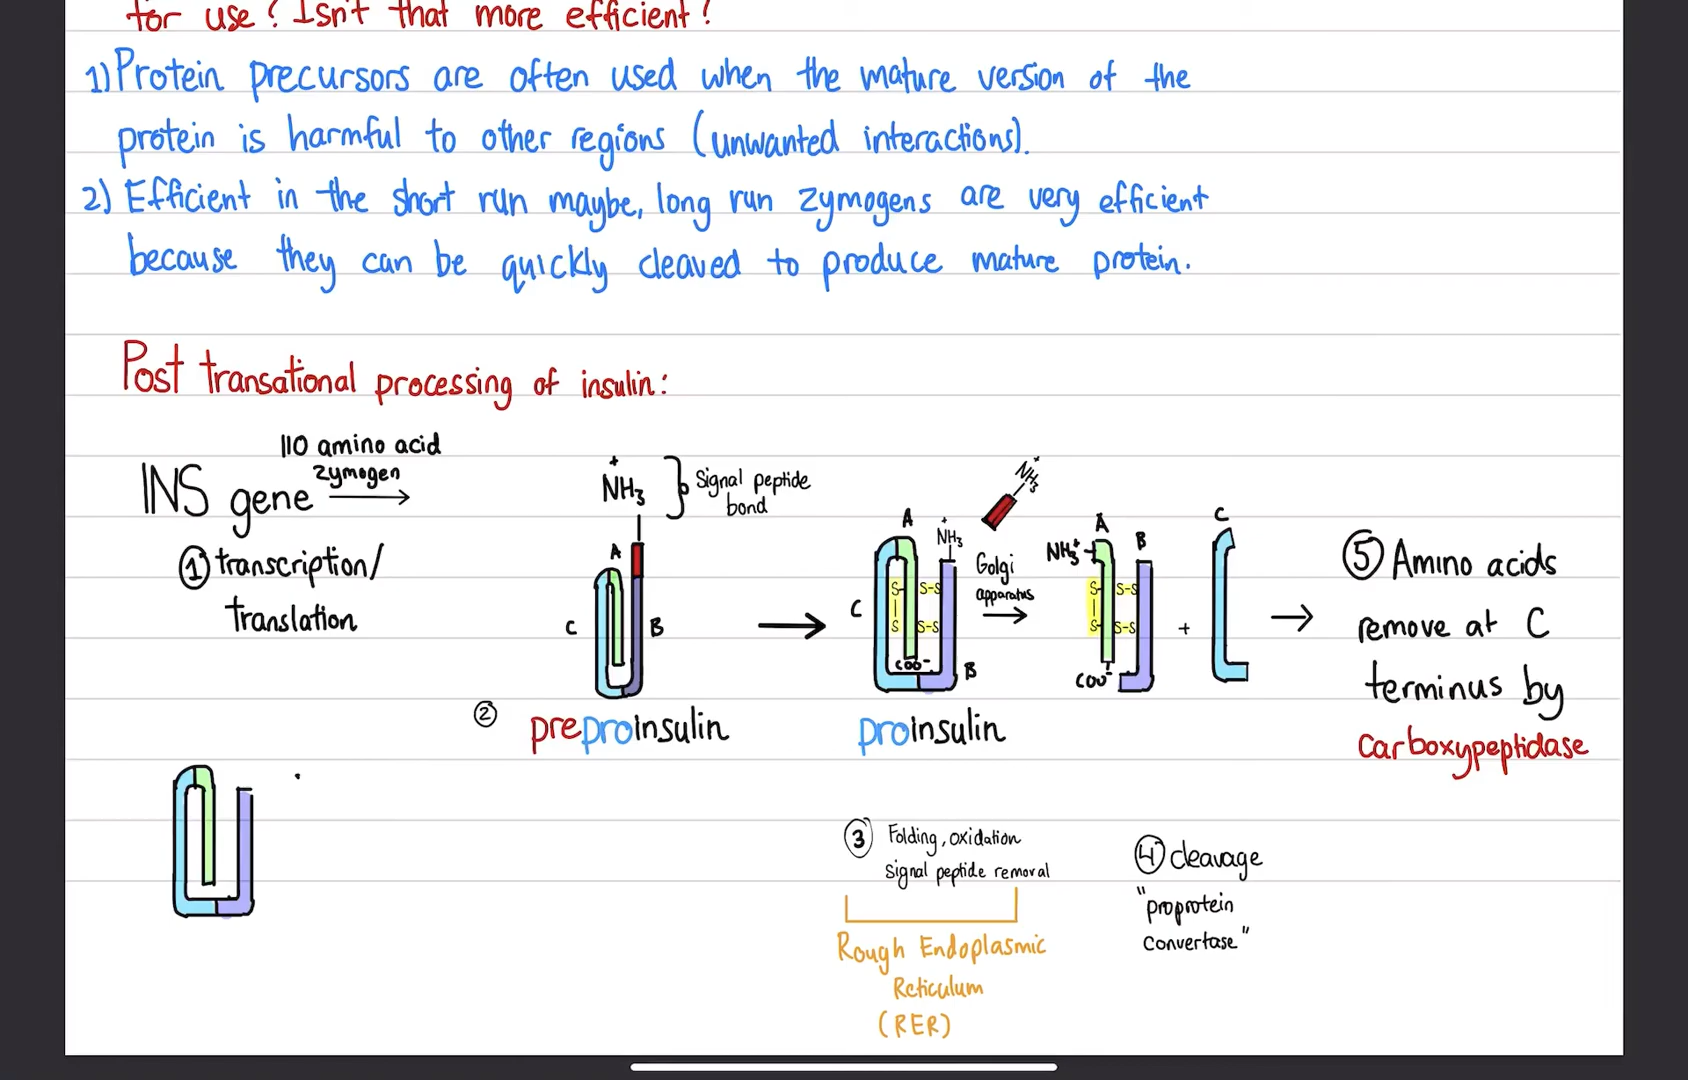 for use? Isn't that more efficient?
1) Protein precursors are often used when the mature version of the
protein is harmful to other regions (unwanted interactions).
2) Efficient in the short run maybe, long run zymogens are very efficient
because they can be quickly cleaved to produce mature protein.
Post transational processing of insulin:
110 amino acid
zymogen
INS gene
① transcription/
translation
+
NH3
Signal peptide
bond
A
C
B
②
preproinsulin
A
+
NH3
C
S
S-S
S
S-S
COO-
B
proinsulin
NH3+
Golgi
apparatus
A
NH3+
B
S
S-S
S
S-S
COO-
+
C
⑤ Amino acids
remove at C
terminus by
carboxypeptidase
③ Folding, oxidation
signal peptide removal
Rough Endoplasmic
Reticulum
(RER)
④ cleavage
"proprotein
convertase"